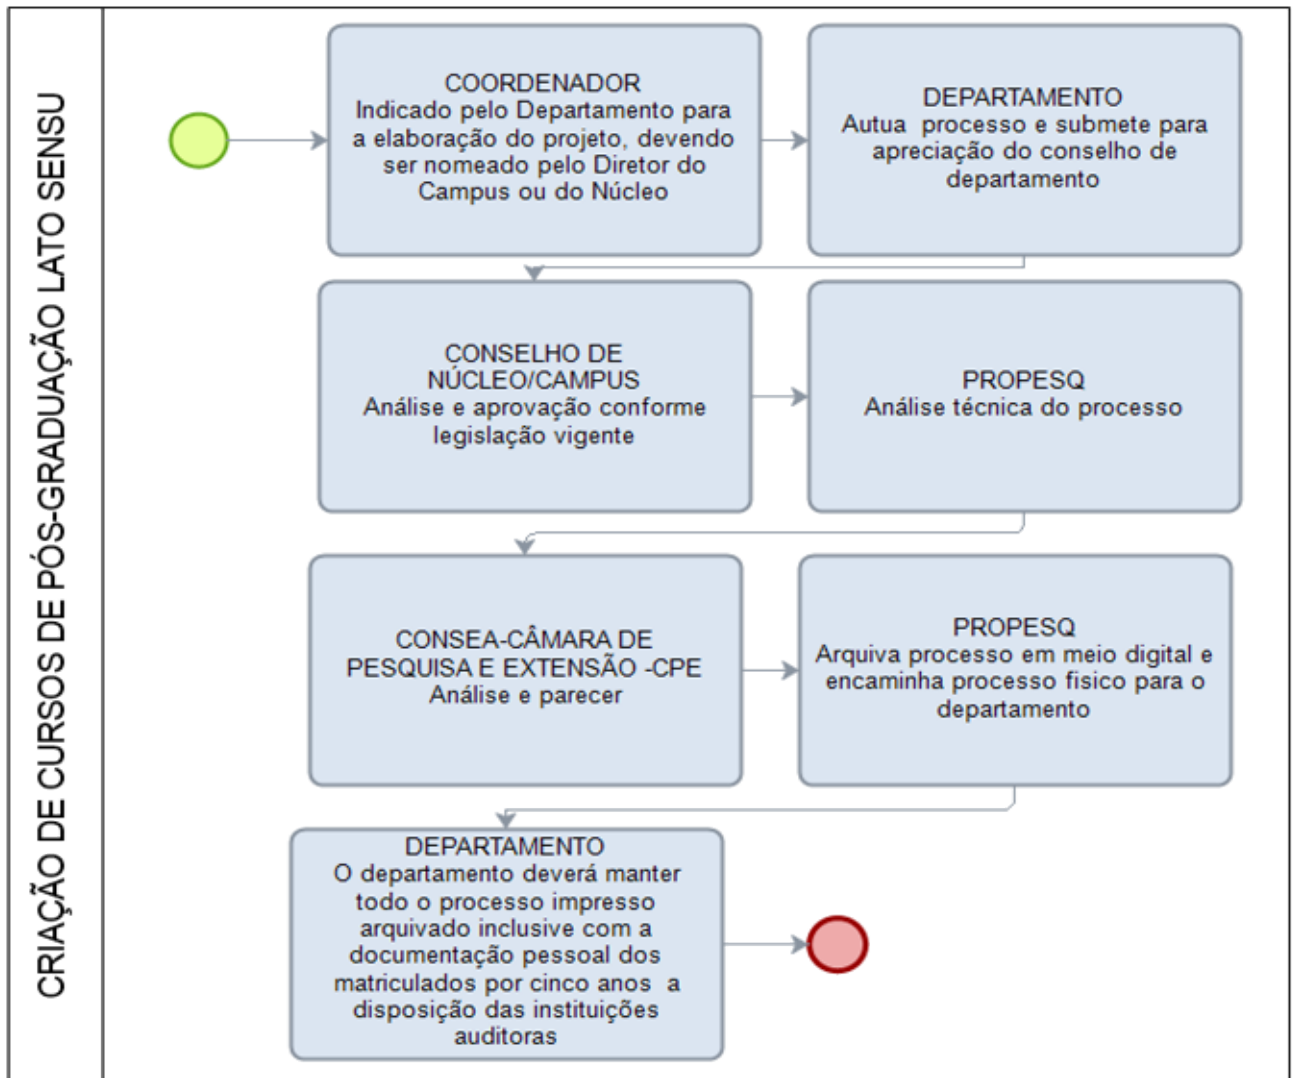 CRIAÇÃO DE CURSOS DE PÓS-GRADUAÇÃO LATO SENSU
COORDENADOR
Indicado pelo Departamento para
a elaboração do projeto, devendo
ser nomeado pelo Diretor do
Campus ou do Núcleo
DEPARTAMENTO
Autua processo e submete para
apreciação do conselho de
departamento
CONSELHO DE
NÚCLEO/CAMPUS
Análise e aprovação conforme
legislação vigente
PROPESQ
Análise técnica do processo
CONSEA-CÂMARA DE
PESQUISA E EXTENSÃO -CPE
Análise e parecer
PROPESQ
Arquiva processo em meio digital e
encaminha processo fisico para o
departamento
DEPARTAMENTO
O departamento deverá manter
todo o processo impresso
arquivado inclusive com a
documentação pessoal dos
matriculados por cinco anos a
disposição das instituições
auditoras